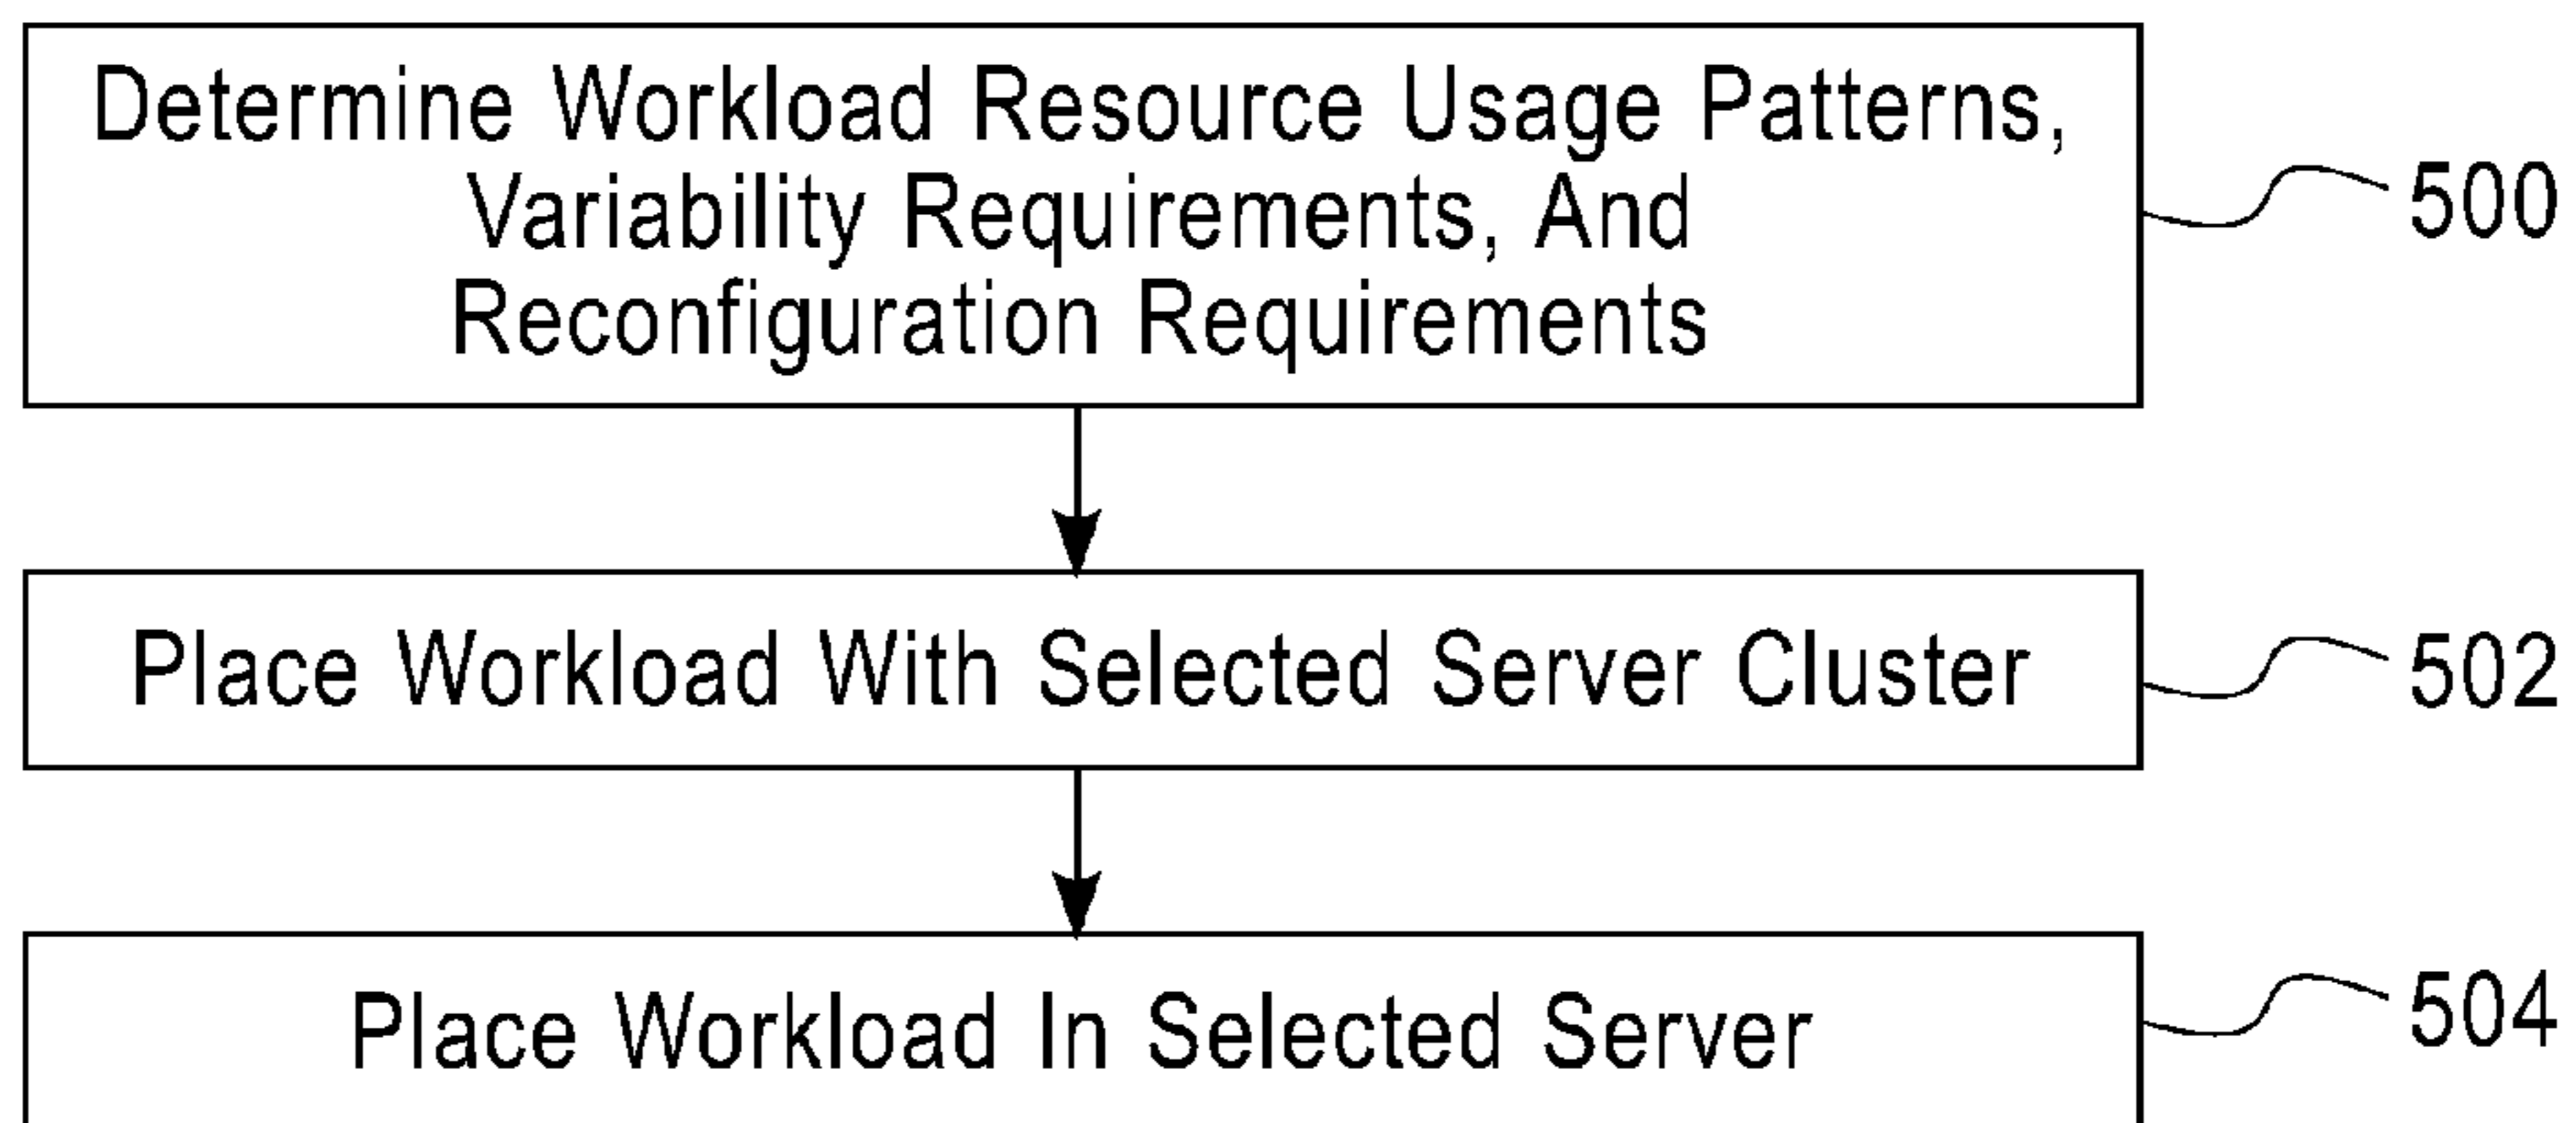 Determine Workload Resource Usage Patterns,
Variability Requirements, And
Reconfiguration Requirements
500
Place Workload With Selected Server Cluster
502
Place Workload In Selected Server
504